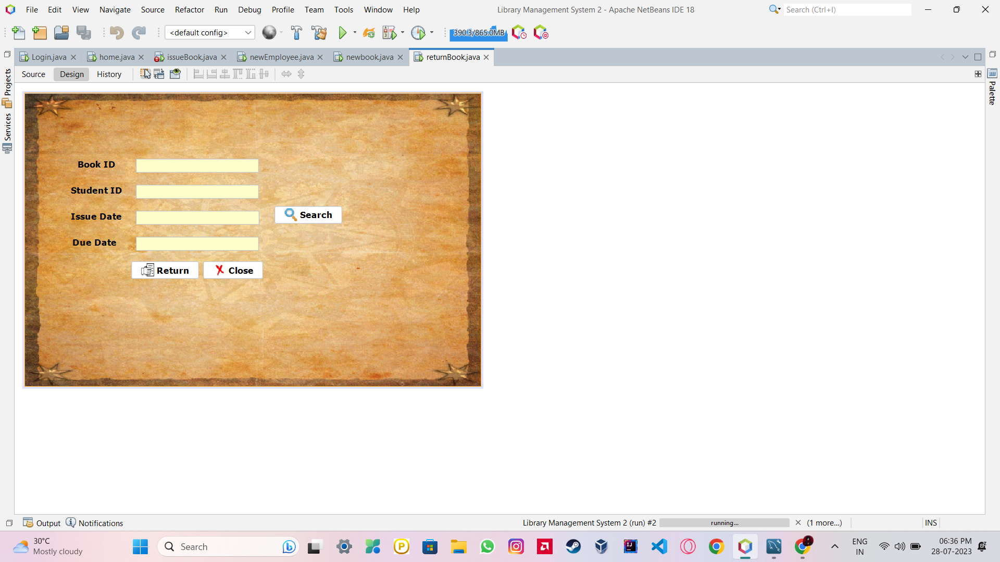 File Edit View Navigate Source Refactor Run Debug Profile Team Tools Window Help
Library Management System 2 - Apache NetBeans IDE 18
Search (Ctrl+I)
<default config>
390.3/865.0MB
Login.java
home.java
issueBook.java
newEmployee.java
newbook.java
returnBook.java
Source Design History
Projects
Services
Palette
Book ID
Student ID
Issue Date
Search
Due Date
Return
Close
Output
Notifications
Library Management System 2 (run) #2
running...
(1 more...)
INS
30°C
Mostly cloudy
Search
ENG
IN
06:36 PM
28-07-2023